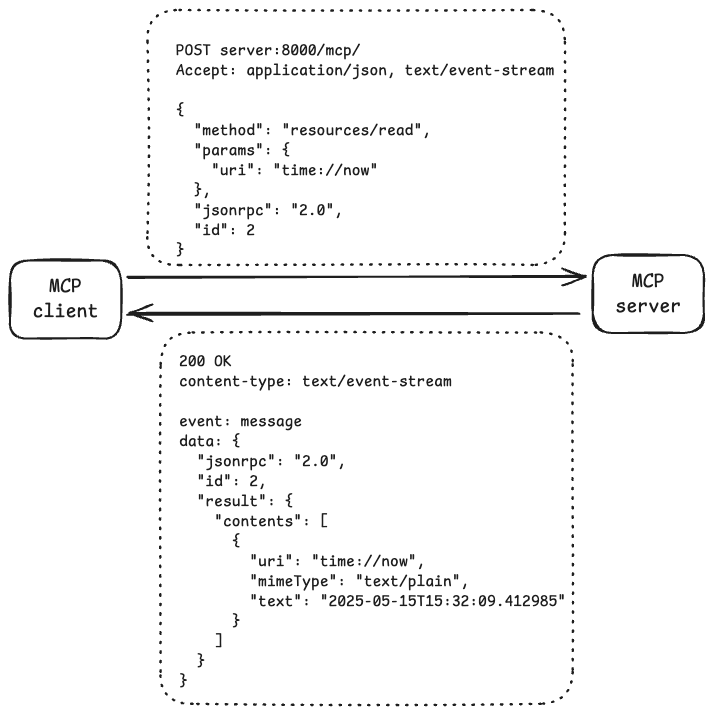 POST server:8000/mcp/
Accept: application/json, text/event-stream

{
  "method": "resources/read",
  "params": {
    "uri": "time://now"
  },
  "jsonrpc": "2.0",
  "id": 2
}
MCP
client
MCP
server
200 OK
content-type: text/event-stream

event: message
data: {
  "jsonrpc": "2.0",
  "id": 2,
  "result": {
    "contents": [
      {
        "uri": "time://now",
        "mimeType": "text/plain",
        "text": "2025-05-15T15:32:09.412985"
      }
    ]
  }
}